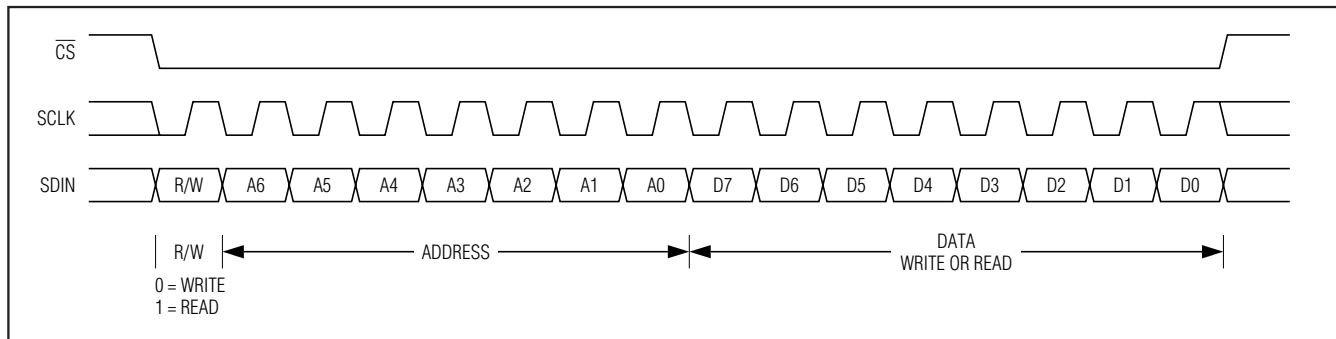 CS
SCLK
SDIN R/W A6 A5 A4 A3 A2 A1 A0 D7 D6 D5 D4 D3 D2 D1 D0
R/W ADDRESS DATA
WRITE OR READ
0 = WRITE
1 = READ